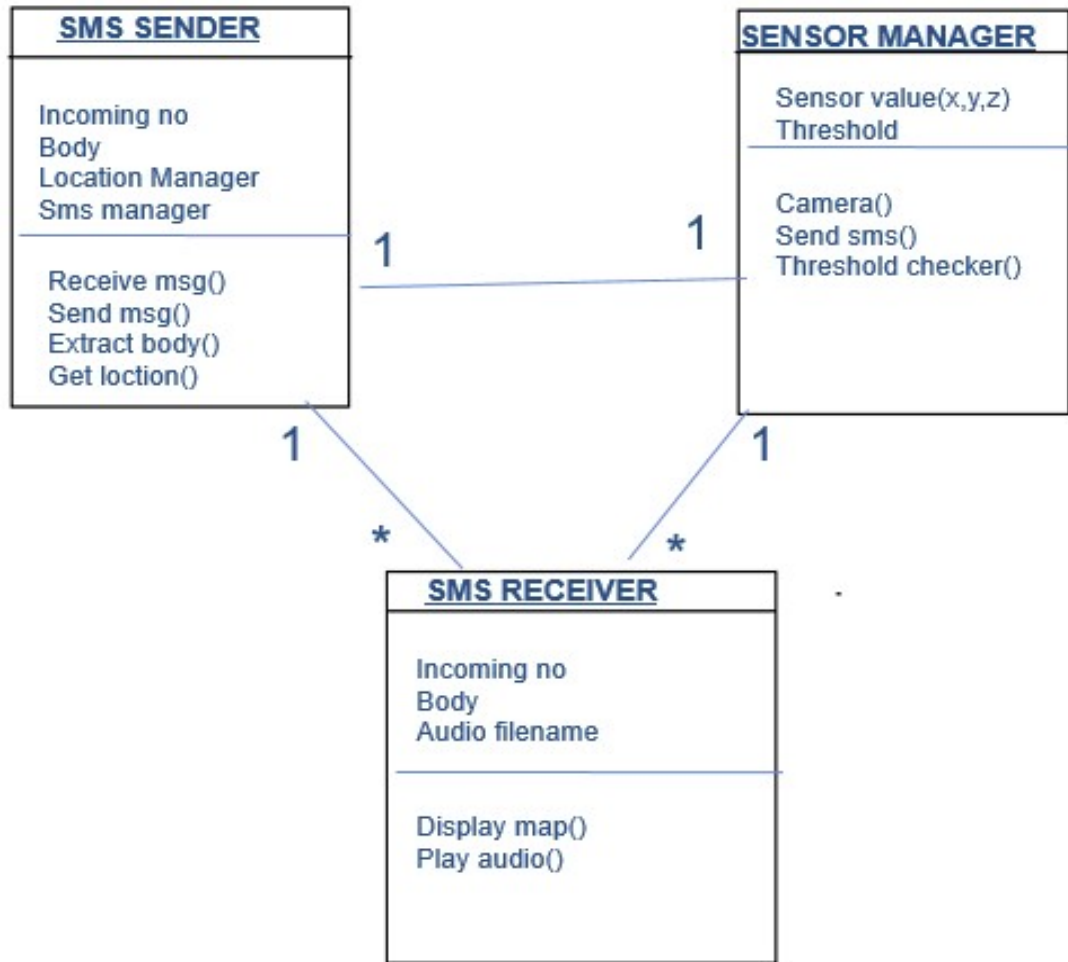 SMS SENDER
Incoming no
Body
Location Manager
Sms manager
Receive msg()
Send msg()
Extract body()
Get loction()
SENSOR MANAGER
Sensor value(x,y,z)
Threshold
Camera()
Send sms()
Threshold checker()
1
1
1
*
1
*
SMS RECEIVER
Incoming no
Body
Audio filename
Display map()
Play audio()